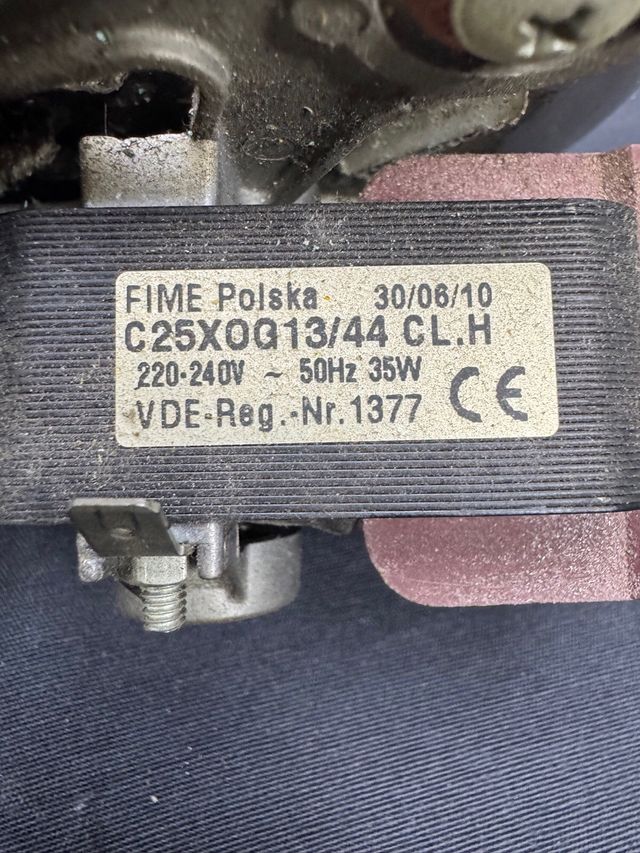 FIME Polska 30/06/10
C25X0G13/44 CL.H
220-240V ~ 50Hz 35W
VDE-Reg.-Nr.1377 CE